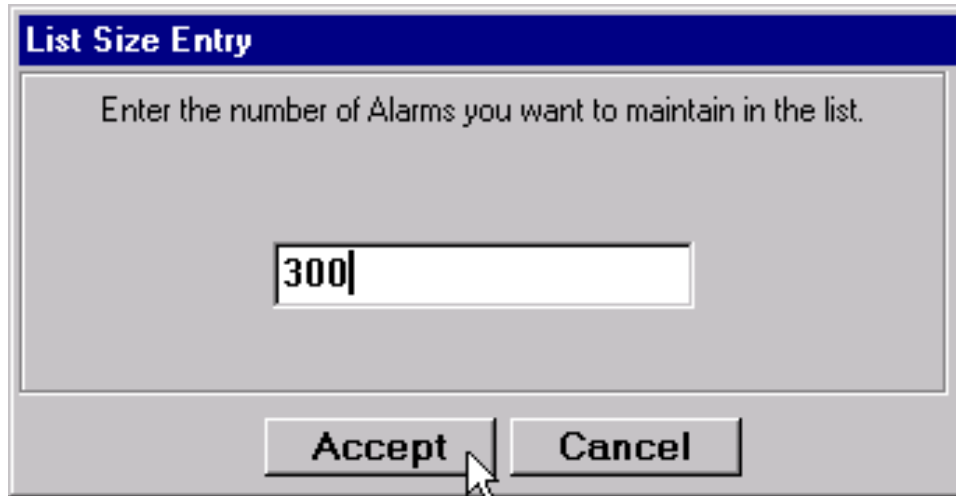 List Size Entry
Enter the number of Alarms you want to maintain in the list.
300
Accept Cancel